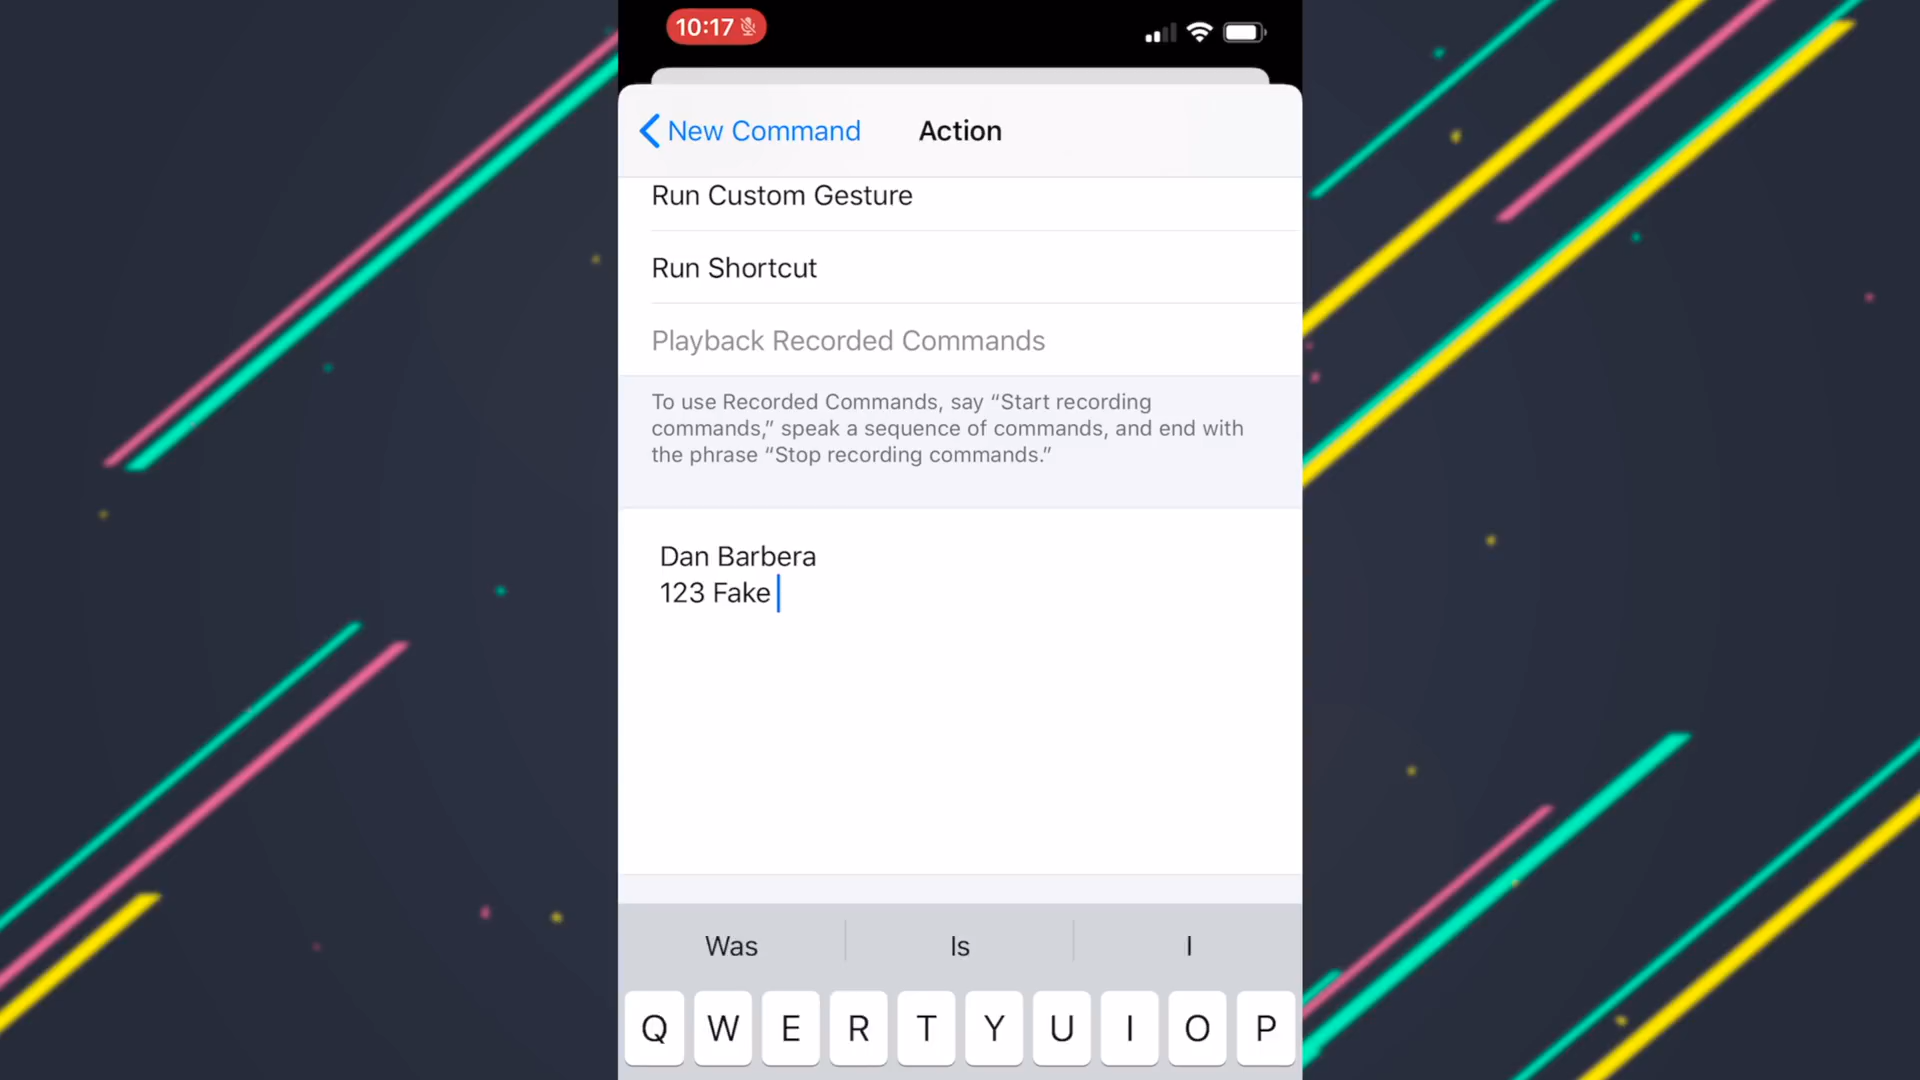 10:17
New Command
Action
Run Custom Gesture
Run Shortcut
Playback Recorded Commands
To use Recorded Commands, say “Start recording
commands,” speak a sequence of commands, and end with
the phrase “Stop recording commands.”
Dan Barbera
123 Fake
Was Is I
Q W E R T Y U I O P